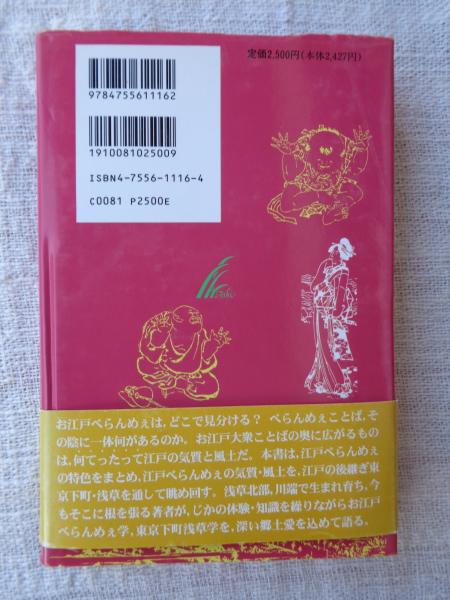 定価2,500円(本体2,427円)
9784755611162
1910081025009
ISBN4-7556-1116-4
C0081 P2500E
お江戸べらんめぇは、どこで見分ける? べらんめぇことば、そ
の陰に一体何があるのか。お江戸大衆ことばの奥に広がるもの
は、何てったって江戸の気質と風土だ。本書は、江戸べらんめぇ
の特色をまとめ、江戸べらんめぇの気質・風土を、江戸の後継ぎ東
京下町・浅草を通して眺め回す。浅草北部、川端で生まれ育ち、今
もそこに根を張る著者が、じかの体験・知識を繰りながらお江戸
べらんめぇ学、東京下町浅草学を、深い郷土愛を込めて語る。